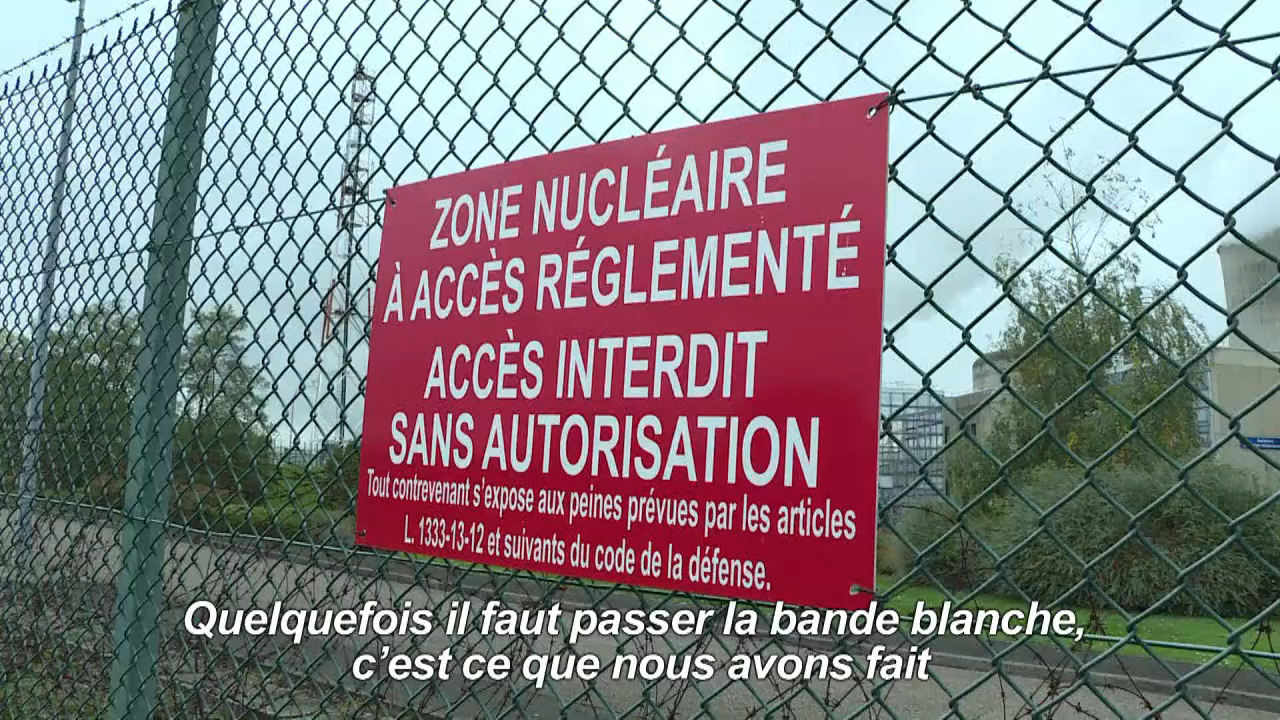 ZONE NUCLÉAIRE
À ACCÈS RÉGLEMENTÉ
ACCÈS INTERDIT
SANS AUTORISATION
Tout contrevenant s'expose aux peines prévues par les articles
L. 1333-13-12 et suivants du code de la défense.
Quelquefois il faut passer la bande blanche,
c’est ce que nous avons fait